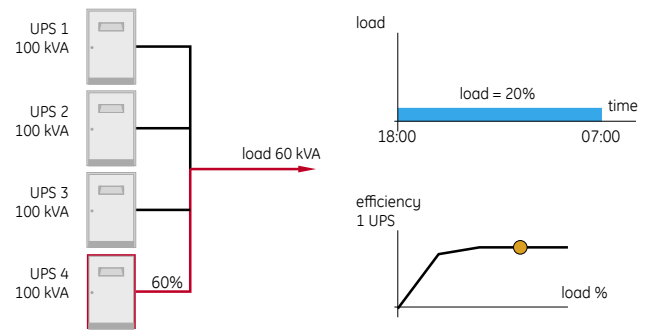 UPS 1
100 kVA
UPS 2
100 kVA
UPS 3
100 kVA
UPS 4
100 kVA
60%
load 60 kVA
load
load = 20%
time
18:00
07:00
efficiency
1 UPS
load %